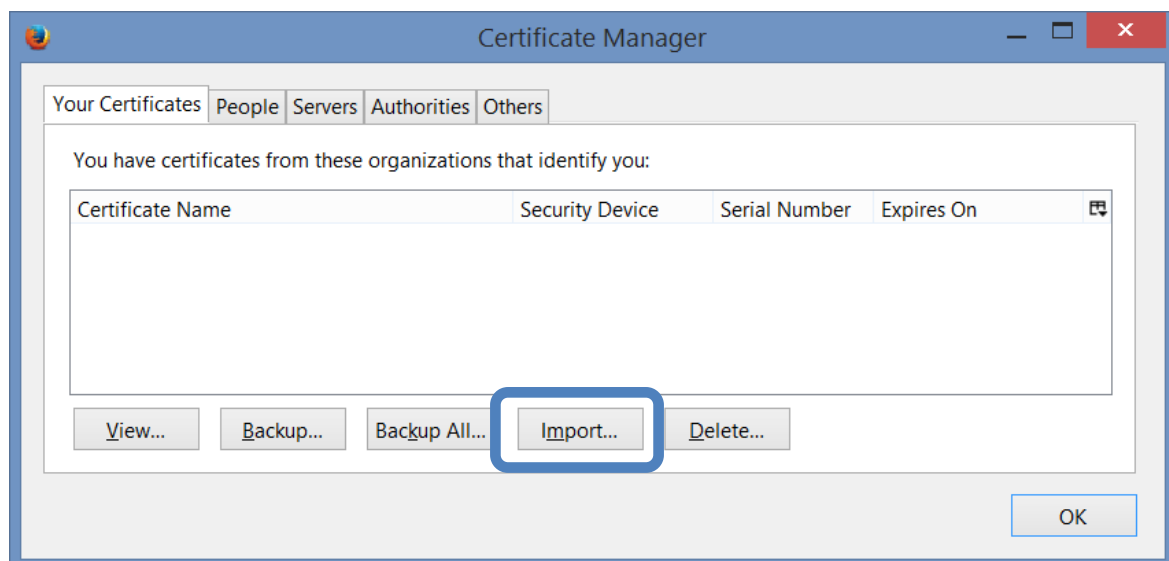 Certificate Manager
Your Certificates People Servers Authorities Others
You have certificates from these organizations that identify you:
Certificate Name Security Device Serial Number Expires On
View... Backup... Backup All... Import... Delete...
OK